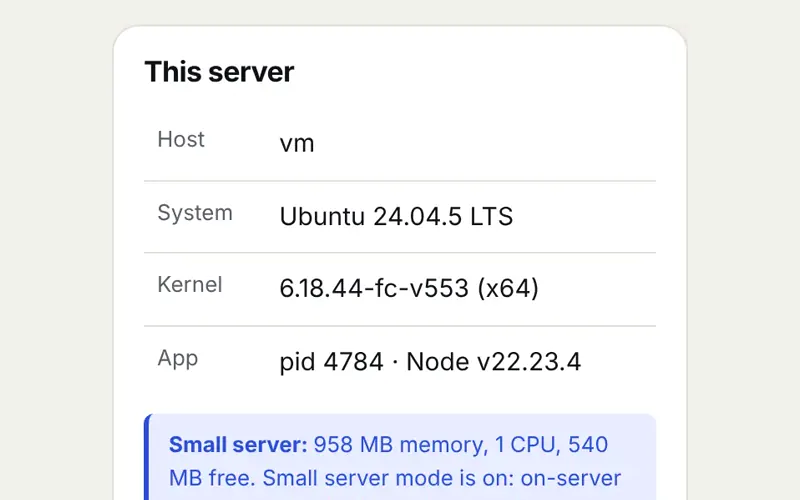 This server
Host vm
System Ubuntu 24.04.5 LTS
Kernel 6.18.44-fc-v553 (x64)
App pid 4784 · Node v22.23.4
Small server: 958 MB memory, 1 CPU, 540
MB free. Small server mode is on: on-server